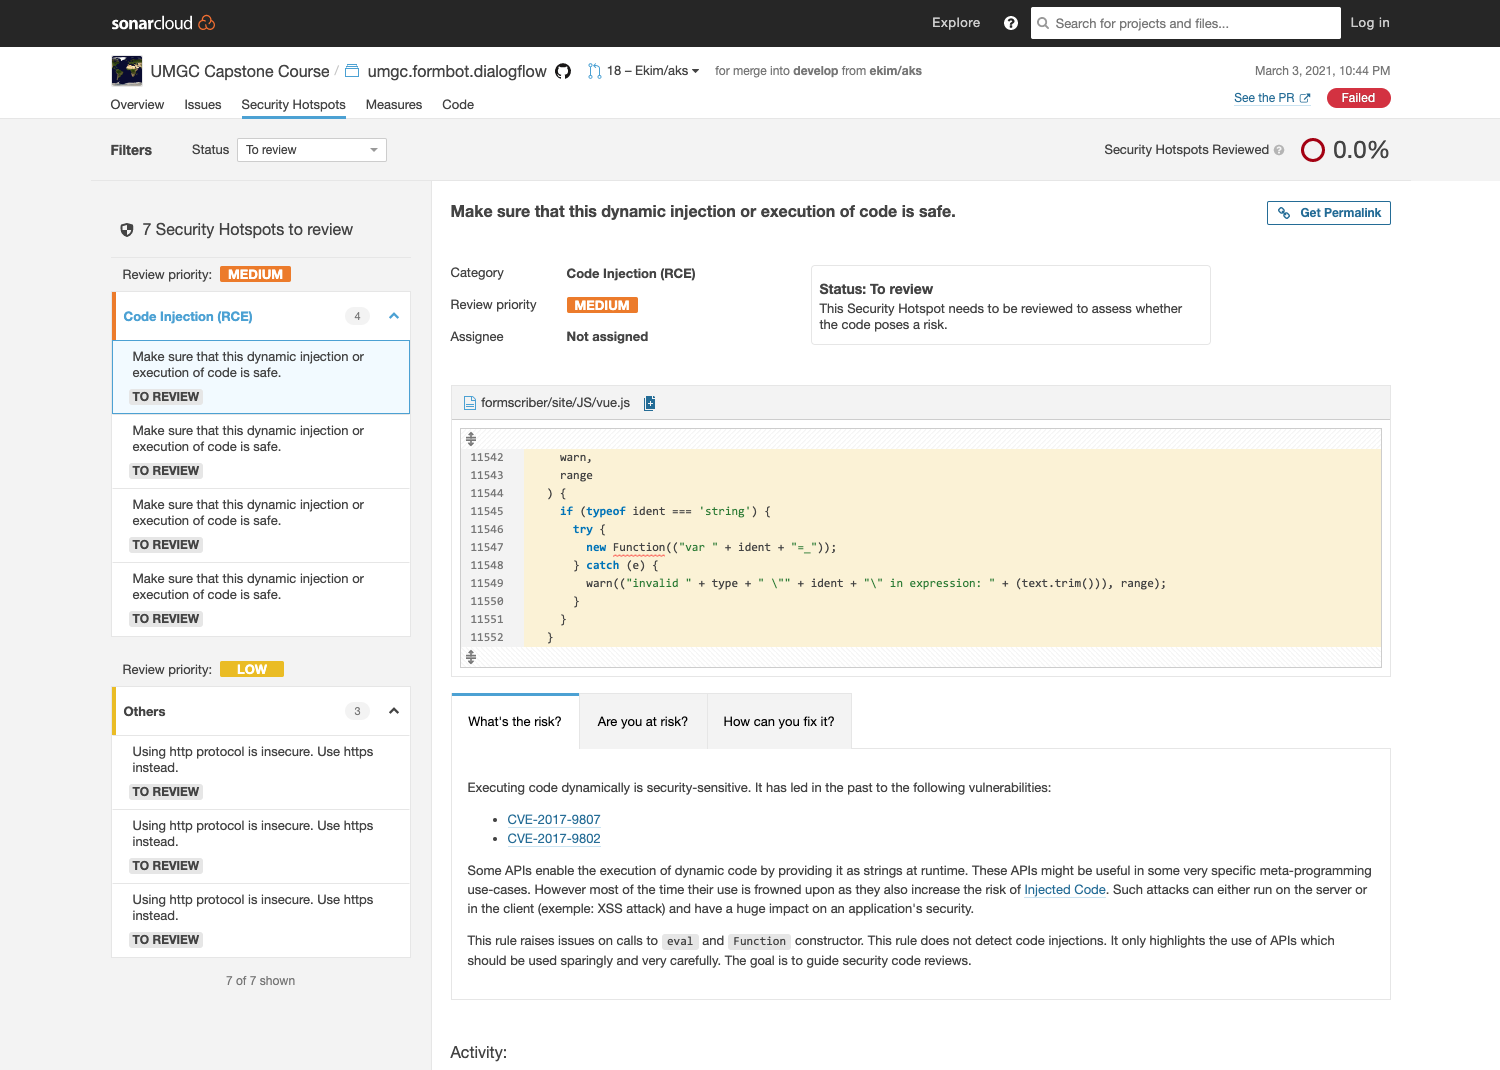 sonarcloud
Explore
Search for projects and files...
Log in
UMGC Capstone Course / umgc.formbot.dialogflow 18 – Ekim/aks for merge into develop from ekim/aks
March 3, 2021, 10:44 PM
Overview Issues Security Hotspots Measures Code
See the PR Failed
Filters Status To review
Security Hotspots Reviewed 0.0%
7 Security Hotspots to review
Review priority: MEDIUM
Code Injection (RCE) 4
Make sure that this dynamic injection or
execution of code is safe.
TO REVIEW
Make sure that this dynamic injection or
execution of code is safe.
TO REVIEW
Make sure that this dynamic injection or
execution of code is safe.
TO REVIEW
Make sure that this dynamic injection or
execution of code is safe.
TO REVIEW
Review priority: LOW
Others 3
Using http protocol is insecure. Use https
instead.
TO REVIEW
Using http protocol is insecure. Use https
instead.
TO REVIEW
Using http protocol is insecure. Use https
instead.
TO REVIEW
7 of 7 shown
Make sure that this dynamic injection or execution of code is safe.
Get Permalink
Category Code Injection (RCE)
Review priority MEDIUM
Assignee Not assigned
Status: To review
This Security Hotspot needs to be reviewed to assess whether
the code poses a risk.
formscriber/site/JS/vue.js
11542 warn,
11543 range
11544 ) {
11545 if (typeof ident === 'string') {
11546 try {
11547 new Function(("var " + ident + "=_"));
11548 } catch (e) {
11549 warn(("invalid " + type + " \"" + ident + "\" in expression: " + (text.trim())), range);
11550 }
11551 }
11552 }
What's the risk? Are you at risk? How can you fix it?
Executing code dynamically is security-sensitive. It has led in the past to the following vulnerabilities:
• CVE-2017-9807
• CVE-2017-9802
Some APIs enable the execution of dynamic code by providing it as strings at runtime. These APIs might be useful in some very specific meta-programming
use-cases. However most of the time their use is frowned upon as they also increase the risk of Injected Code. Such attacks can either run on the server or
in the client (exemple: XSS attack) and have a huge impact on an application's security.
This rule raises issues on calls to eval and Function constructor. This rule does not detect code injections. It only highlights the use of APIs which
should be used sparingly and very carefully. The goal is to guide security code reviews.
Activity: